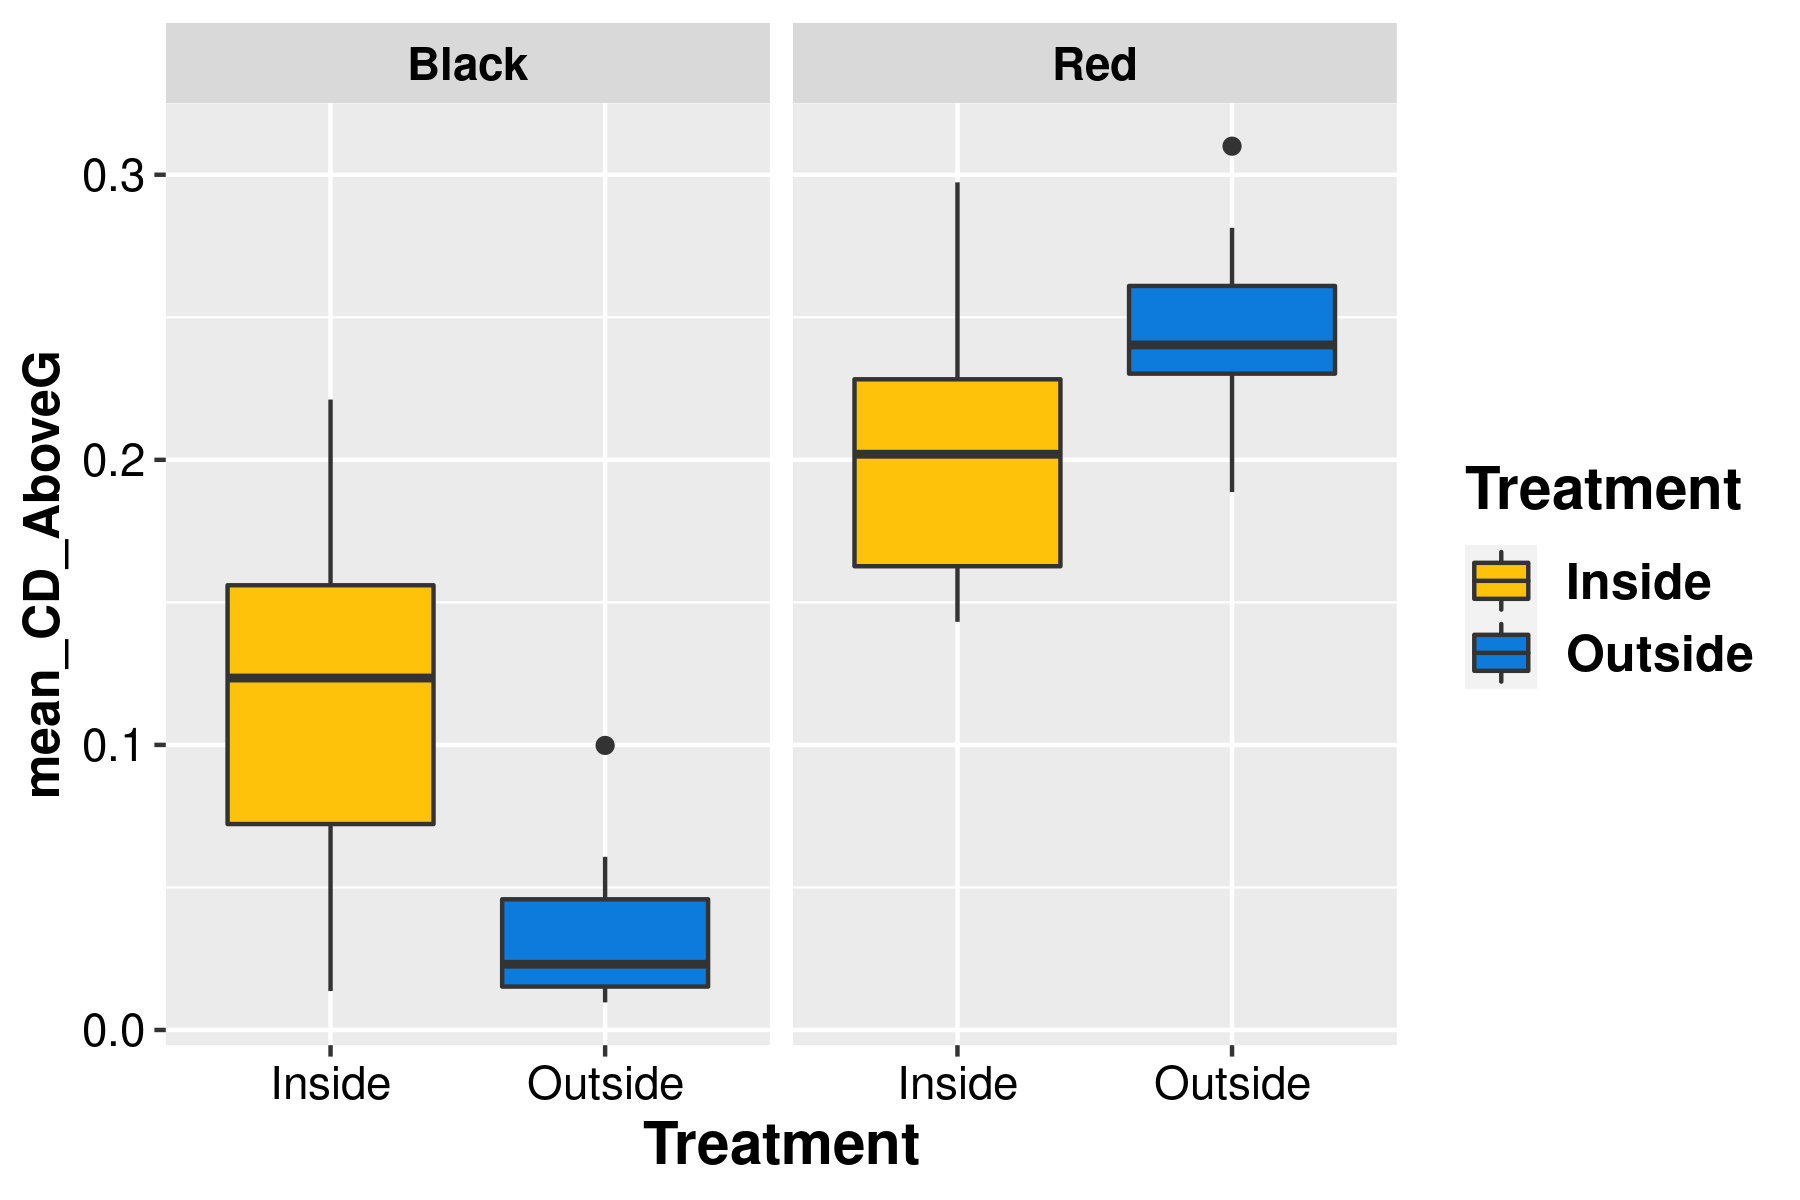 Black
Red
0.3
0.2
0.1
0.0
mean_CD_AboveG
Inside
Outside
Inside
Outside
Treatment
Treatment
Inside
Outside